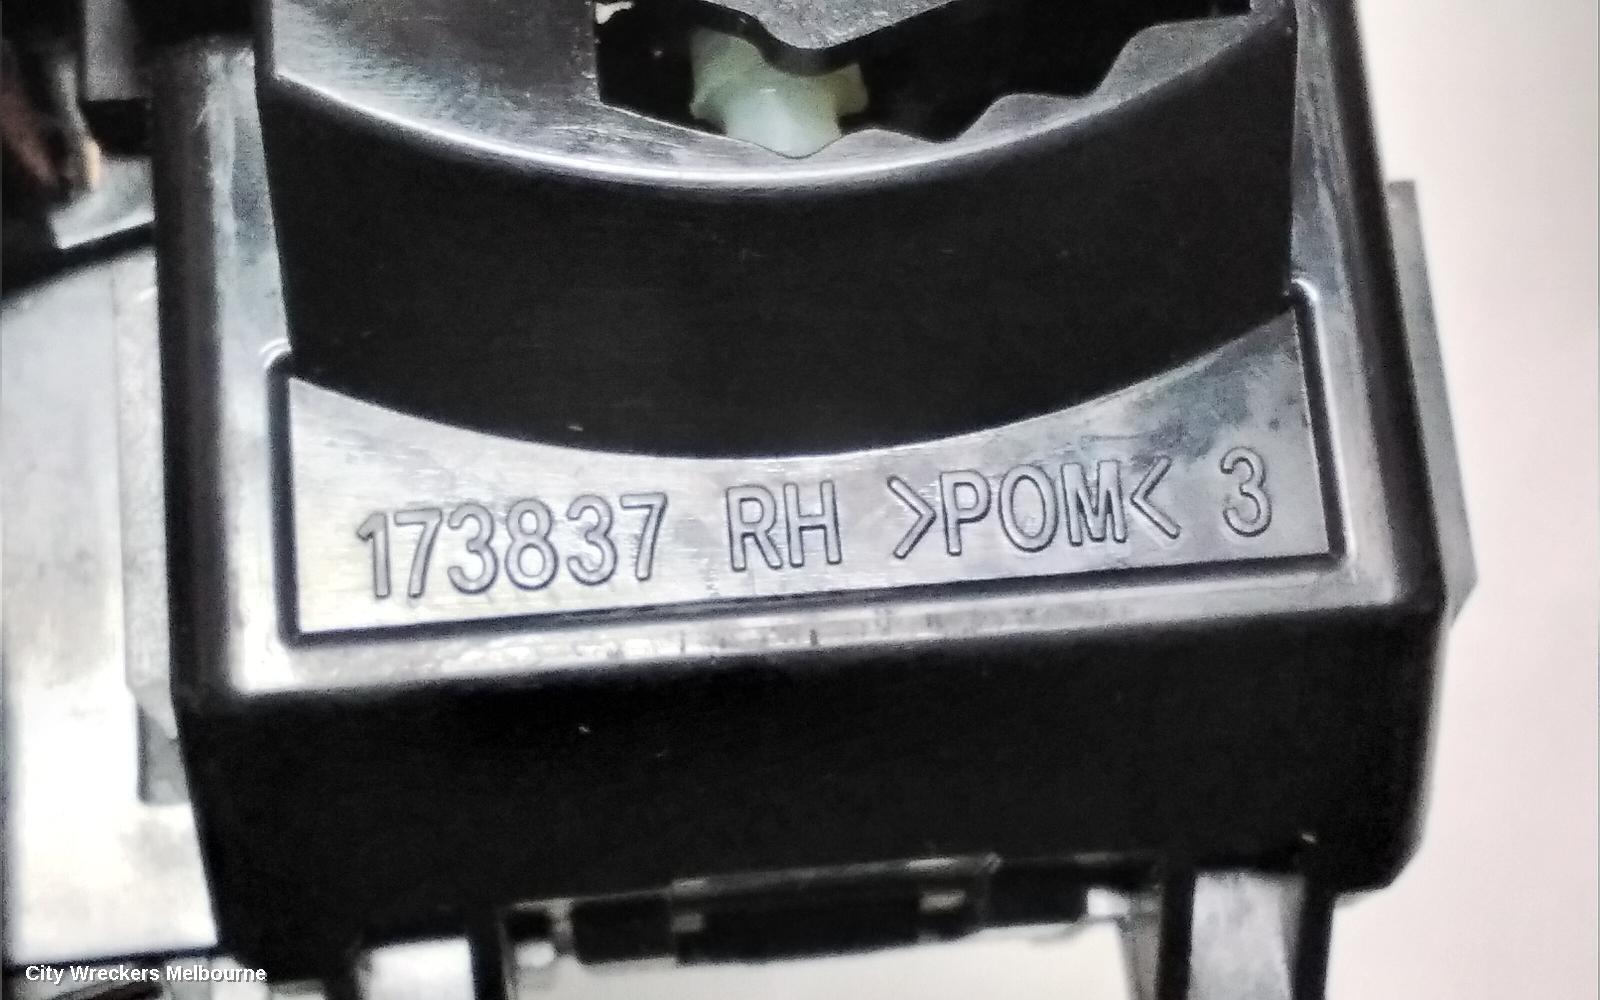 173837 RH >POM< 3
City Wreckers Melbourne